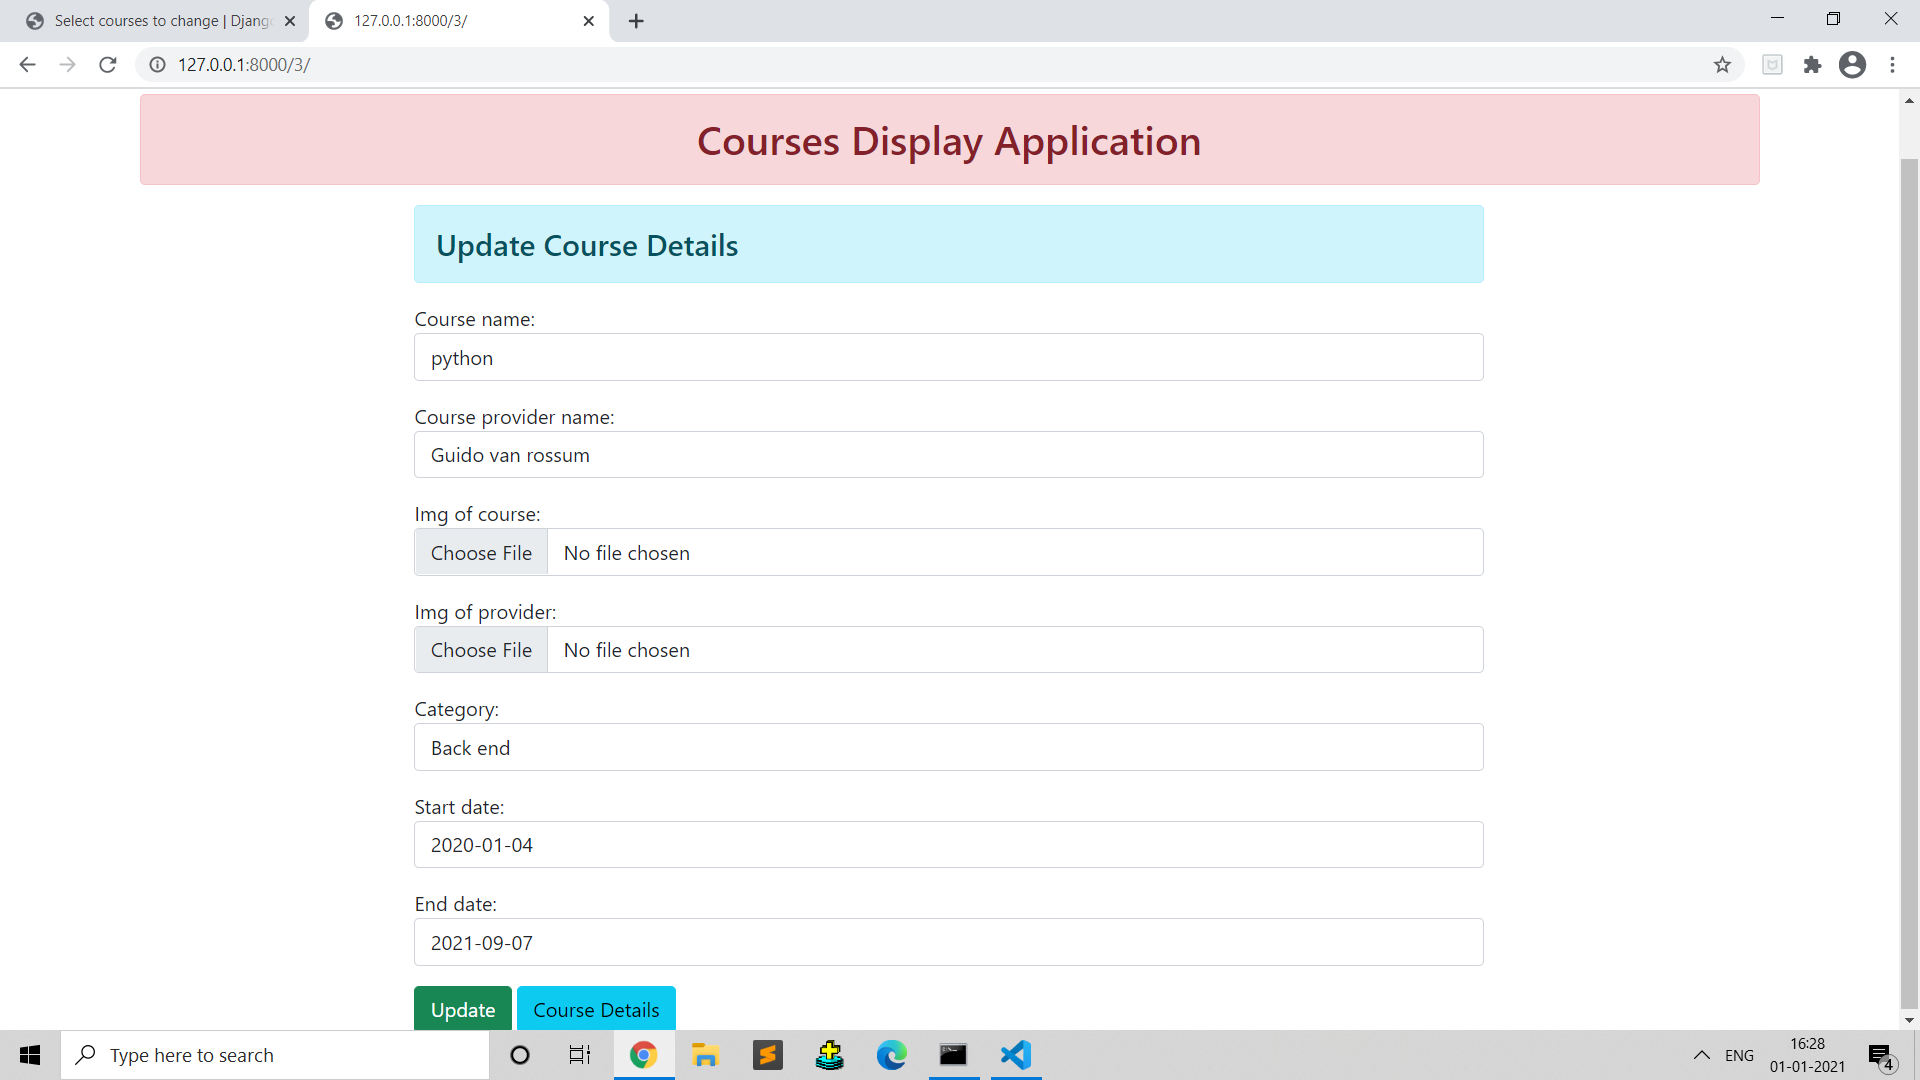 Select courses to change | Djang
127.0.0.1:8000/3/
127.0.0.1:8000/3/
Courses Display Application
Update Course Details
Course name:
python
Course provider name:
Guido van rossum
Img of course:
Choose File No file chosen
Img of provider:
Choose File No file chosen
Category:
Back end
Start date:
2020-01-04
End date:
2021-09-07
Update Course Details
Type here to search
ENG
16:28
01-01-2021
4